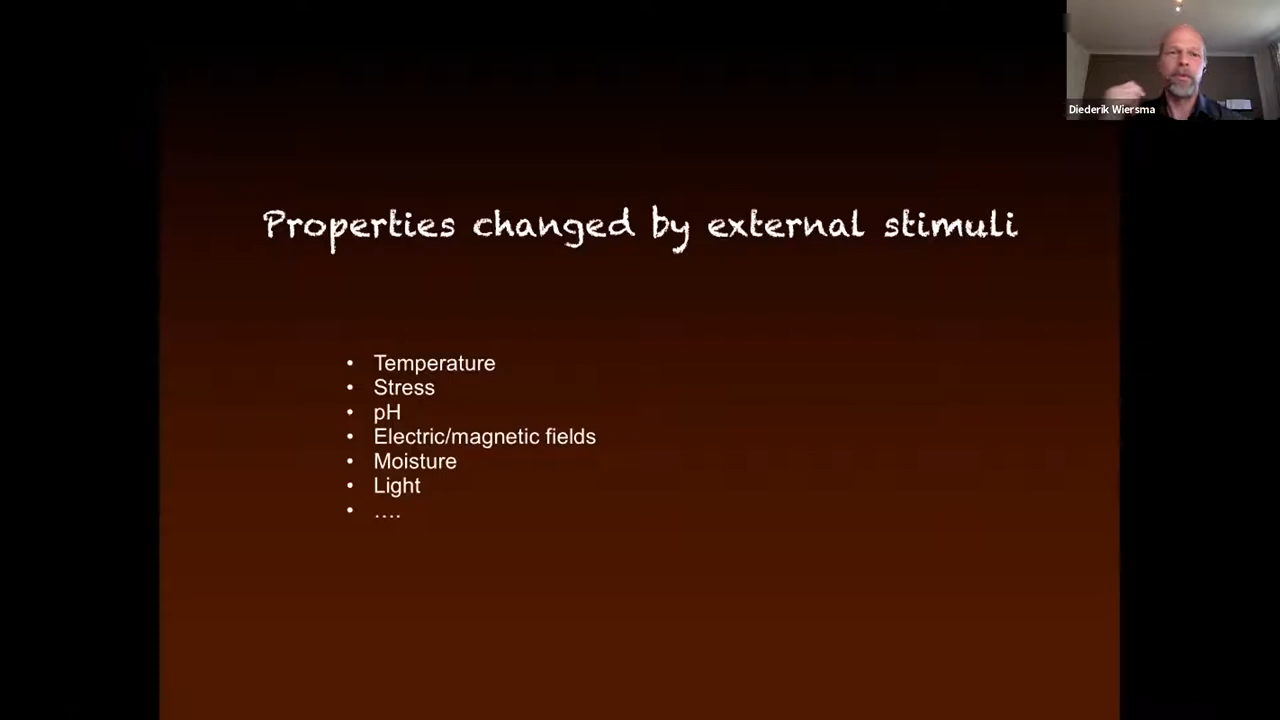 Diederik Wiersma
Properties changed by external stimuli
• Temperature
• Stress
• pH
• Electric/magnetic fields
• Moisture
• Light
• ....